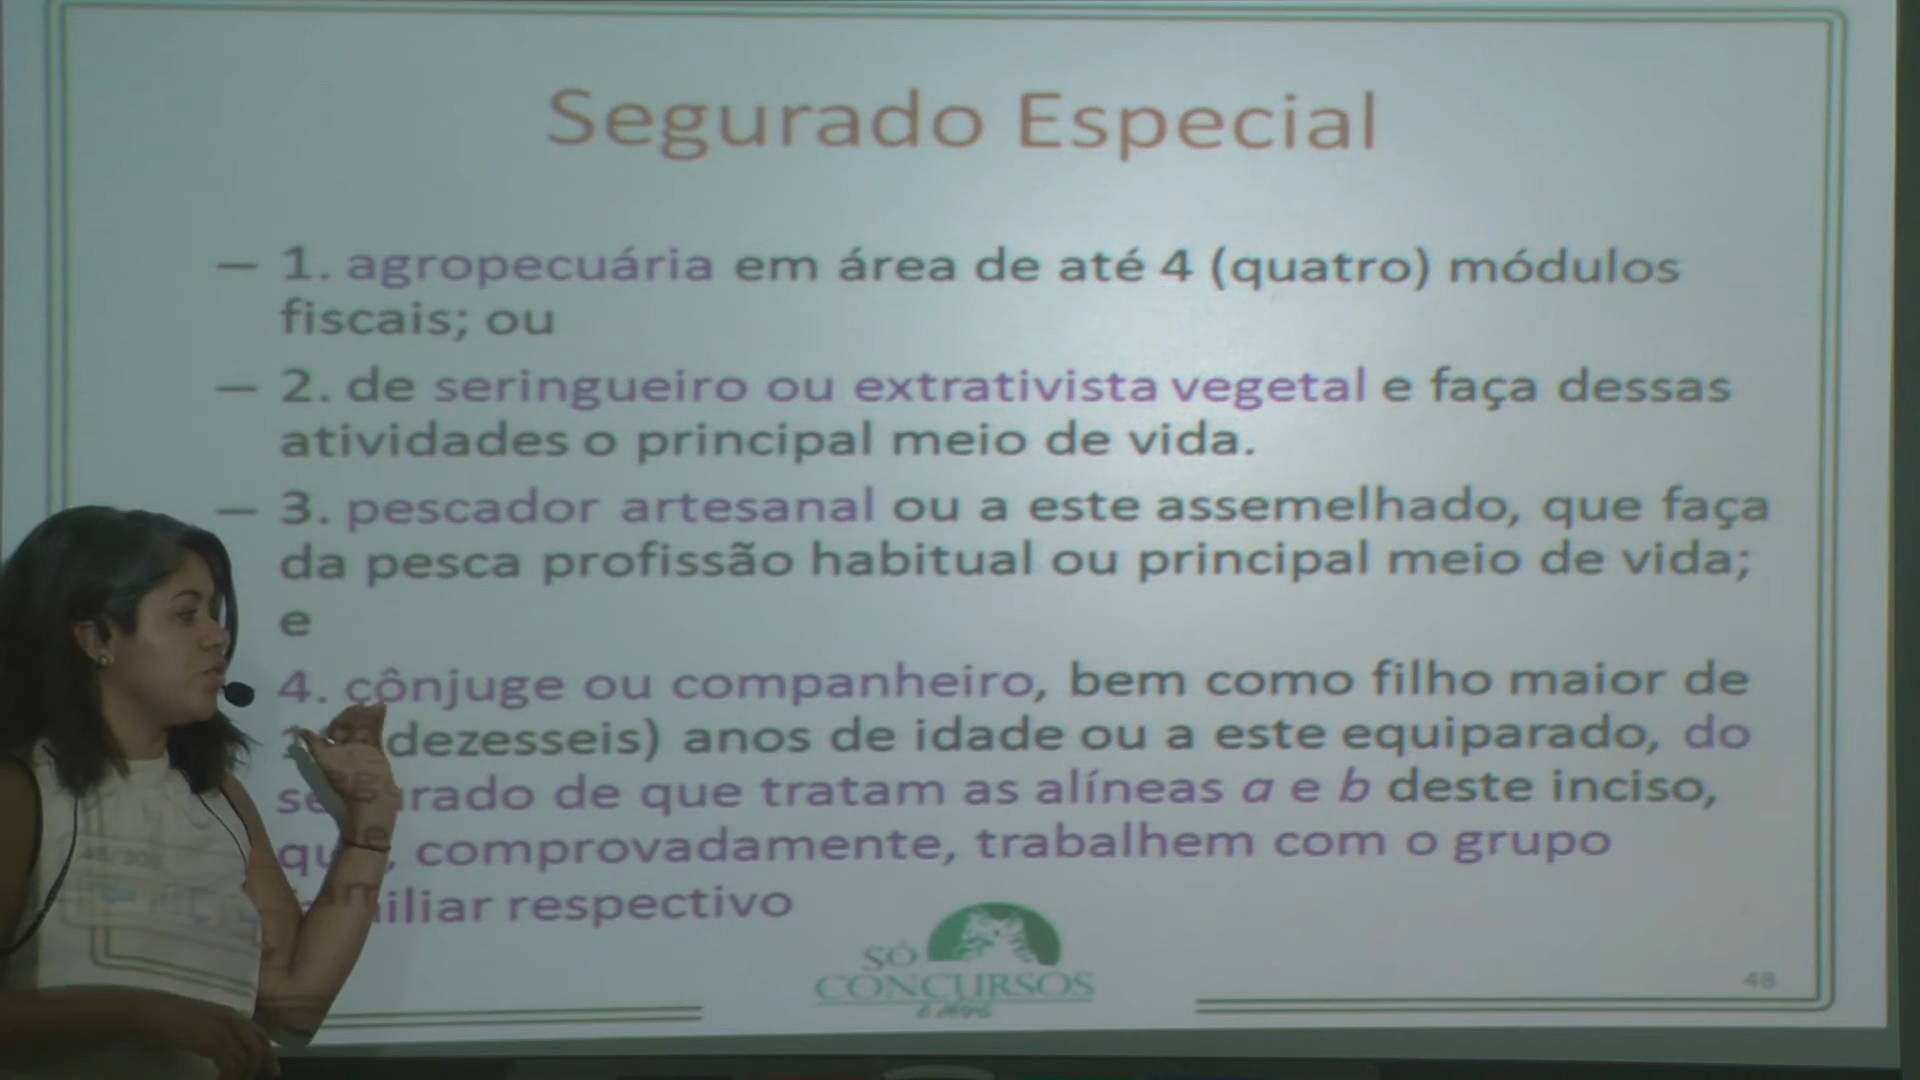 Segurado Especial
– 1. agropecuária em área de até 4 (quatro) módulos
fiscais; ou
– 2. de seringueiro ou extrativista vegetal e faça dessas
atividades o principal meio de vida.
– 3. pescador artesanal ou a este assemelhado, que faça
da pesca profissão habitual ou principal meio de vida;
e
4. cônjuge ou companheiro, bem como filho maior de
dezesseis) anos de idade ou a este equiparado, do
segurado de que tratam as alíneas a e b deste inciso,
que, comprovadamente, trabalhem com o grupo
familiar respectivo
SÓ
CONCURSOS
48